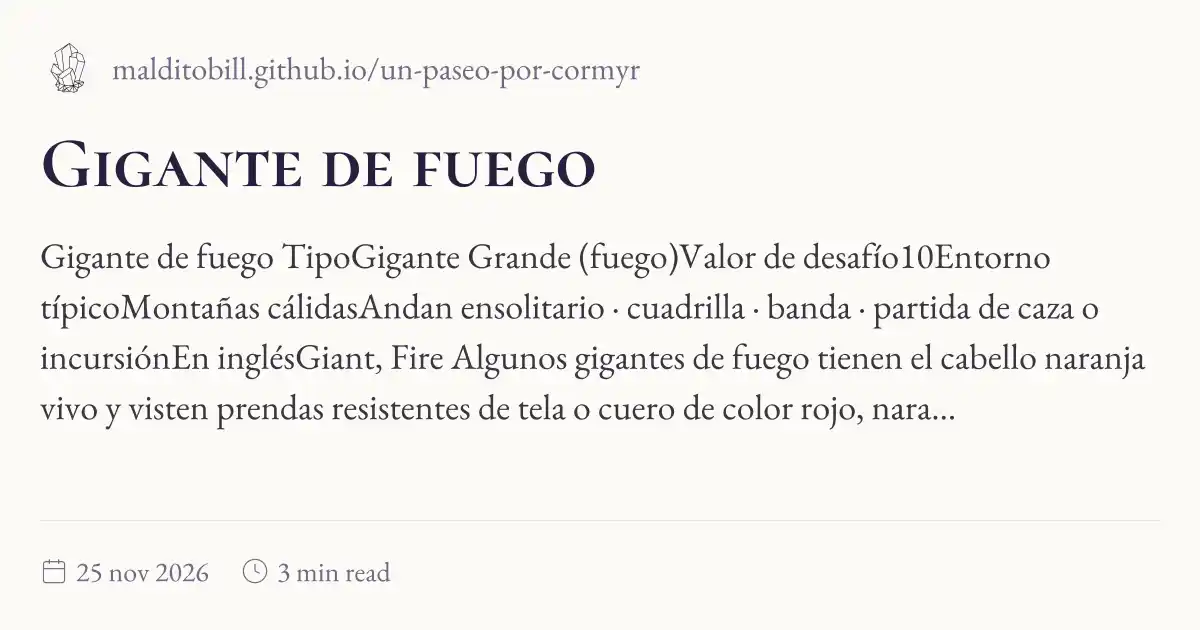 malditobill.github.io/un-paseo-por-cormyr
Gigante de fuego
Gigante de fuego TipoGigante Grande (fuego)Valor de desafío10Entorno
típicoMontañas cálidasAndan ensolitario · cuadrilla · banda · partida de caza o
incursiónEn inglésGiant, Fire Algunos gigantes de fuego tienen el cabello naranja
vivo y visten prendas resistentes de tela o cuero de color rojo, nara...
25 nov 2026 3 min read